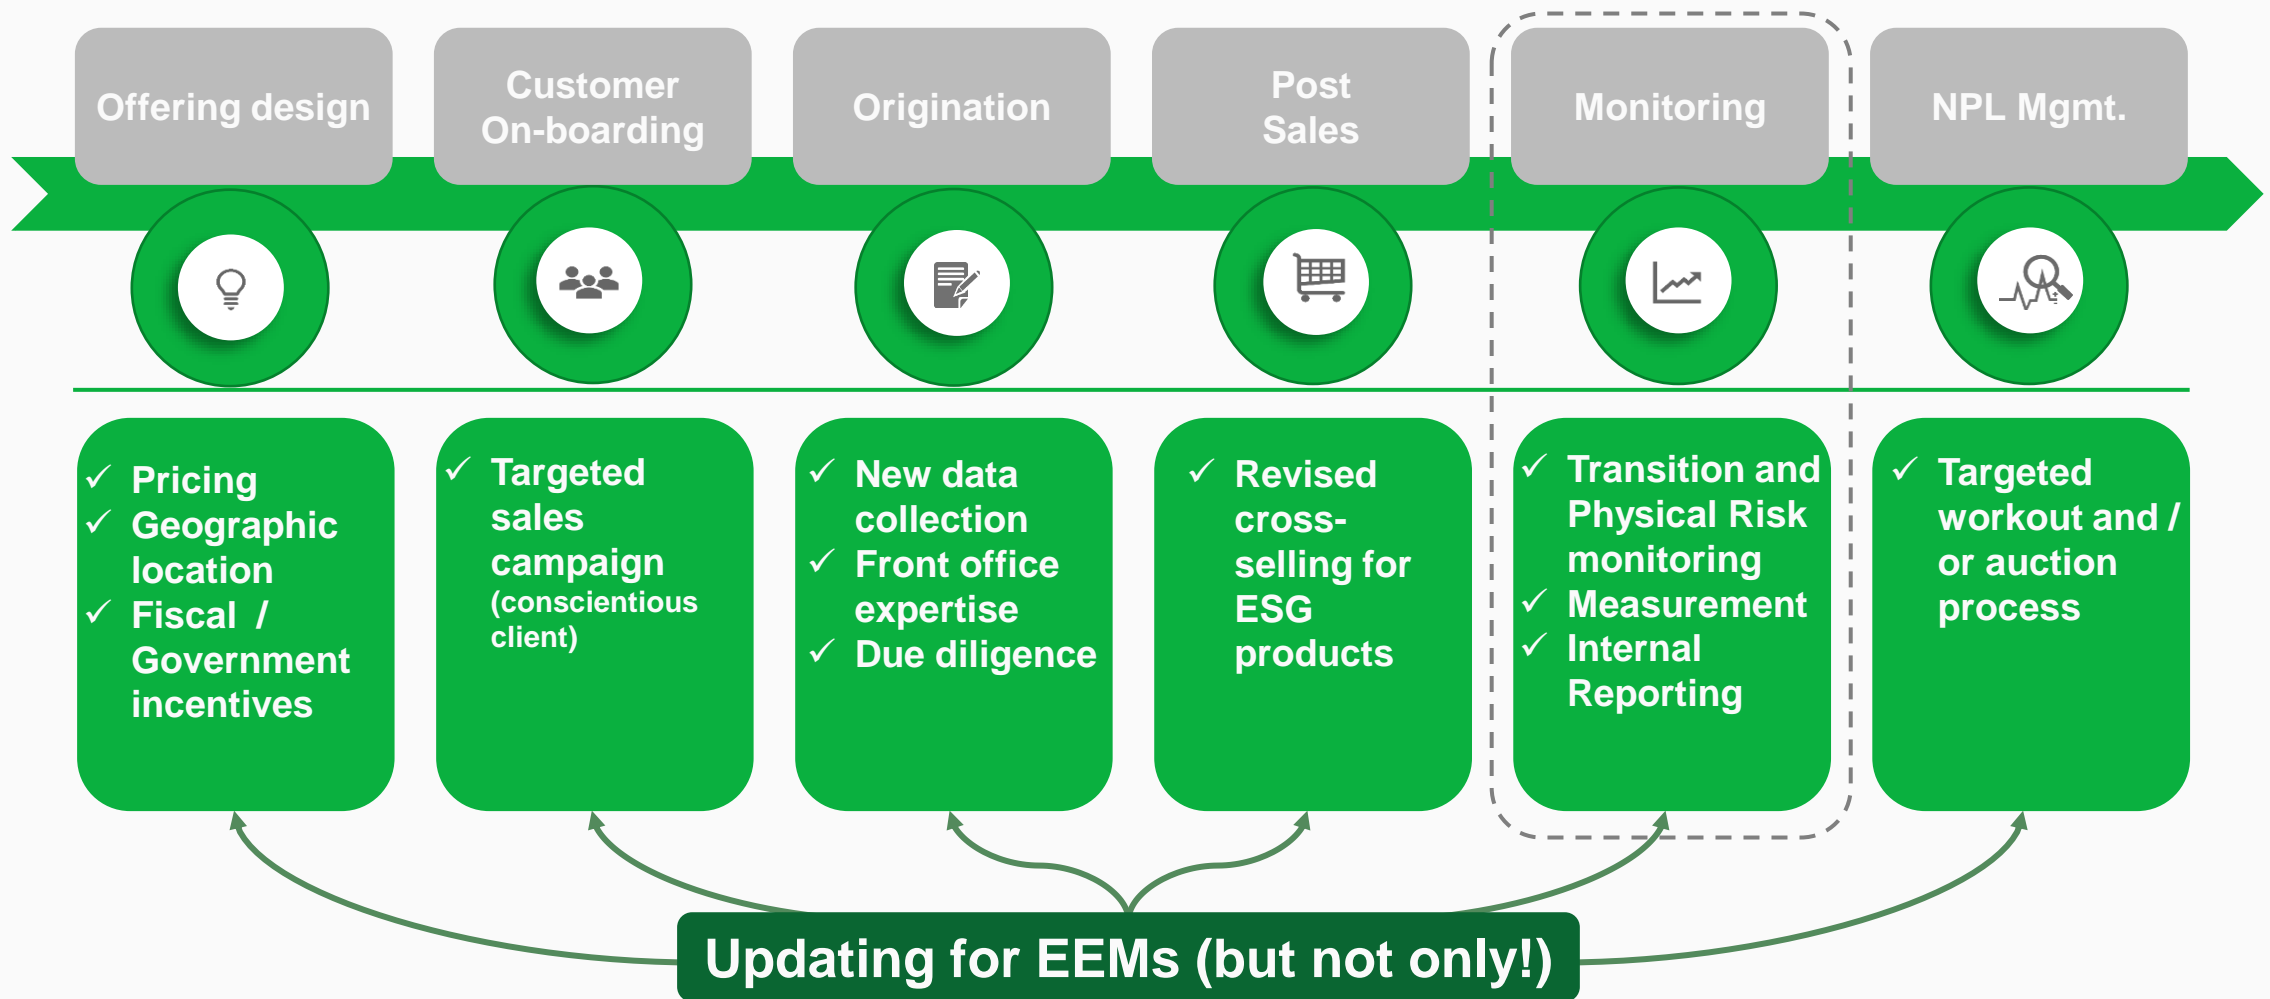 Offering design
Customer
On-boarding
Origination
Post
Sales
Monitoring
NPL Mgmt.
✓ Pricing
✓ Geographic
location
✓ Fiscal / 
Government
incentives
✓ Targeted
sales
campaign
(conscientious
client)
✓ New data
collection
✓ Front office
expertise
✓ Due diligence
✓ Revised
cross-
selling for
ESG
products
✓ Transition and
Physical Risk
monitoring
✓ Measurement
✓ Internal
Reporting
✓ Targeted
workout and /
or auction
process
Updating for EEMs (but not only!)